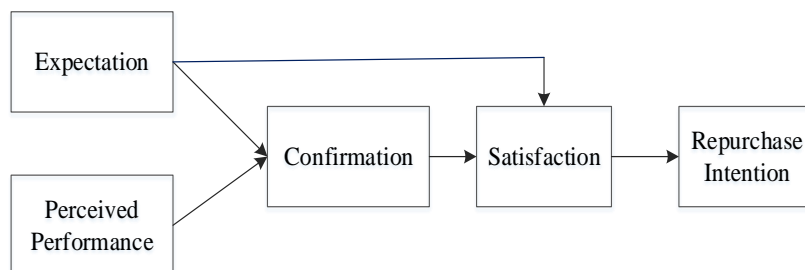 Expectation
Confirmation
Satisfaction
Repurchase
Intention
Perceived
Performance